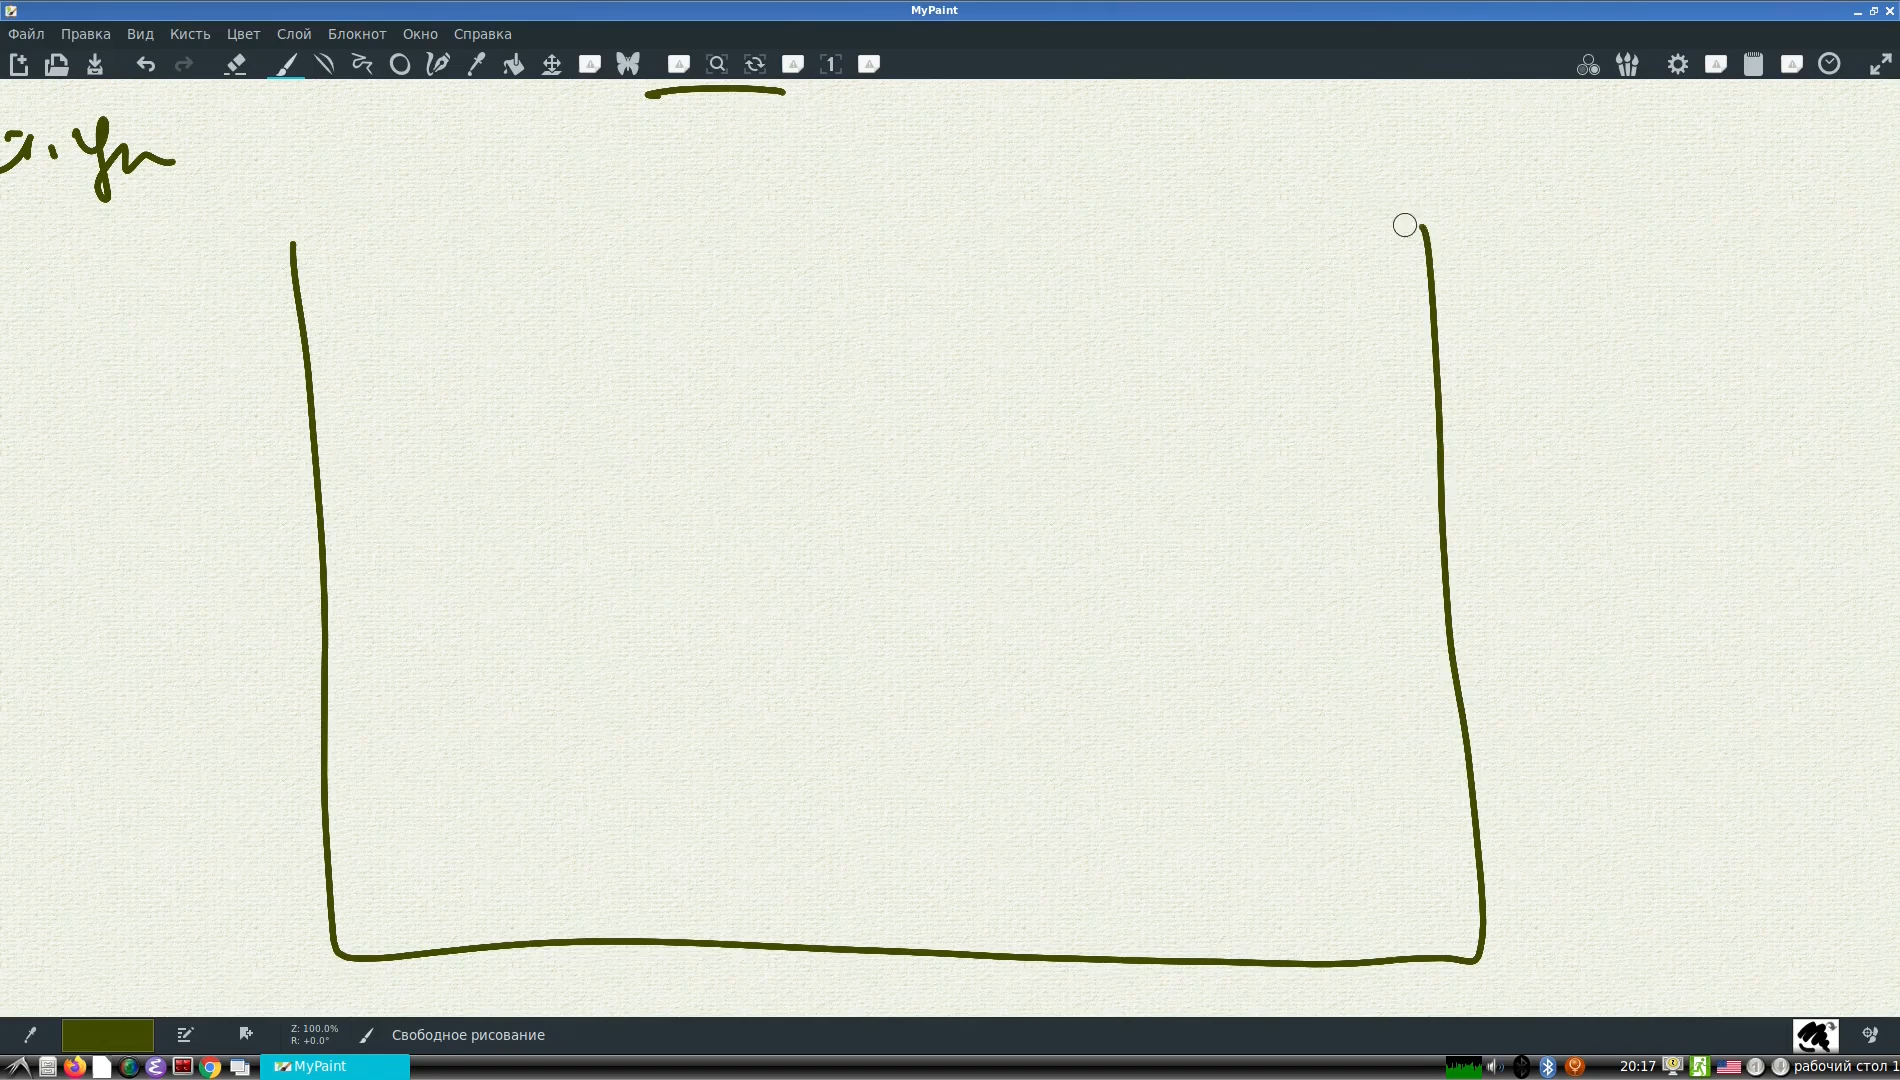 MyPaint
Файл Правка Вид Кисть Цвет Слой Блокнот Окно Справка
1
Z: 100.0%
R: +0.0°
Свободное рисование
MyPaint
20:17
рабочий стол 1